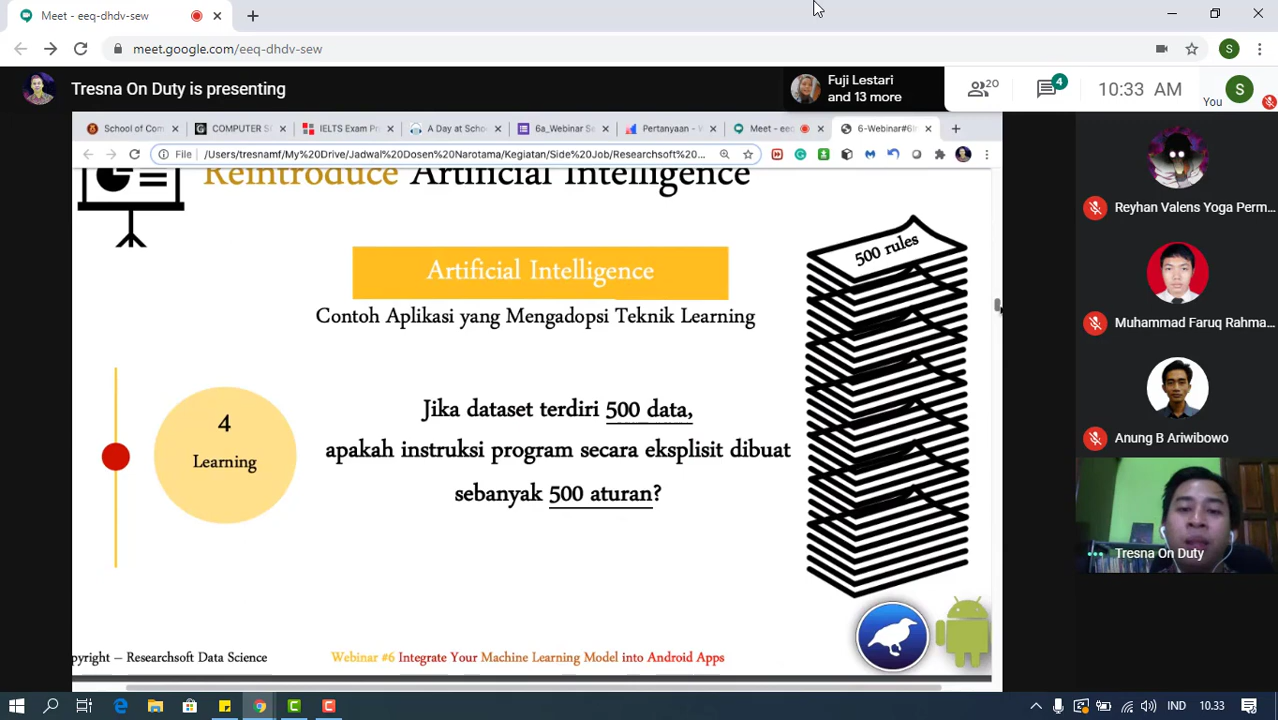 Meet - eeq-dhdv-sew
meet.google.com/eeq-dhdv-sew
S
Tresna On Duty is presenting
Fuji Lestari
and 13 more
20
4
10:33 AM
You
S
School of Com
COMPUTER S
IELTS Exam Pr
A Day at Scho
6a_Webinar Se
Pertanyaan - W
Meet - eeq
6-Webinar#6I
File
/Users/tresnamf/My%20Drive/Jadwal%20Dosen%20Narotama/Kegiatan/Side%20Job/Researchsoft%20...
Reintroduce Artificial Intelligence
500 rules
Artificial Intelligence
Contoh Aplikasi yang Mengadopsi Teknik Learning
4
Learning
Jika dataset terdiri 500 data,
apakah instruksi program secara eksplisit dibuat
sebanyak 500 aturan?
pyright – Researchsoft Data Science
Webinar #6 Integrate Your Machine Learning Model into Android Apps
Reyhan Valens Yoga Perm...
Muhammad Faruq Rahma...
Anung B Ariwibowo
Tresna On Duty
IND
10.33